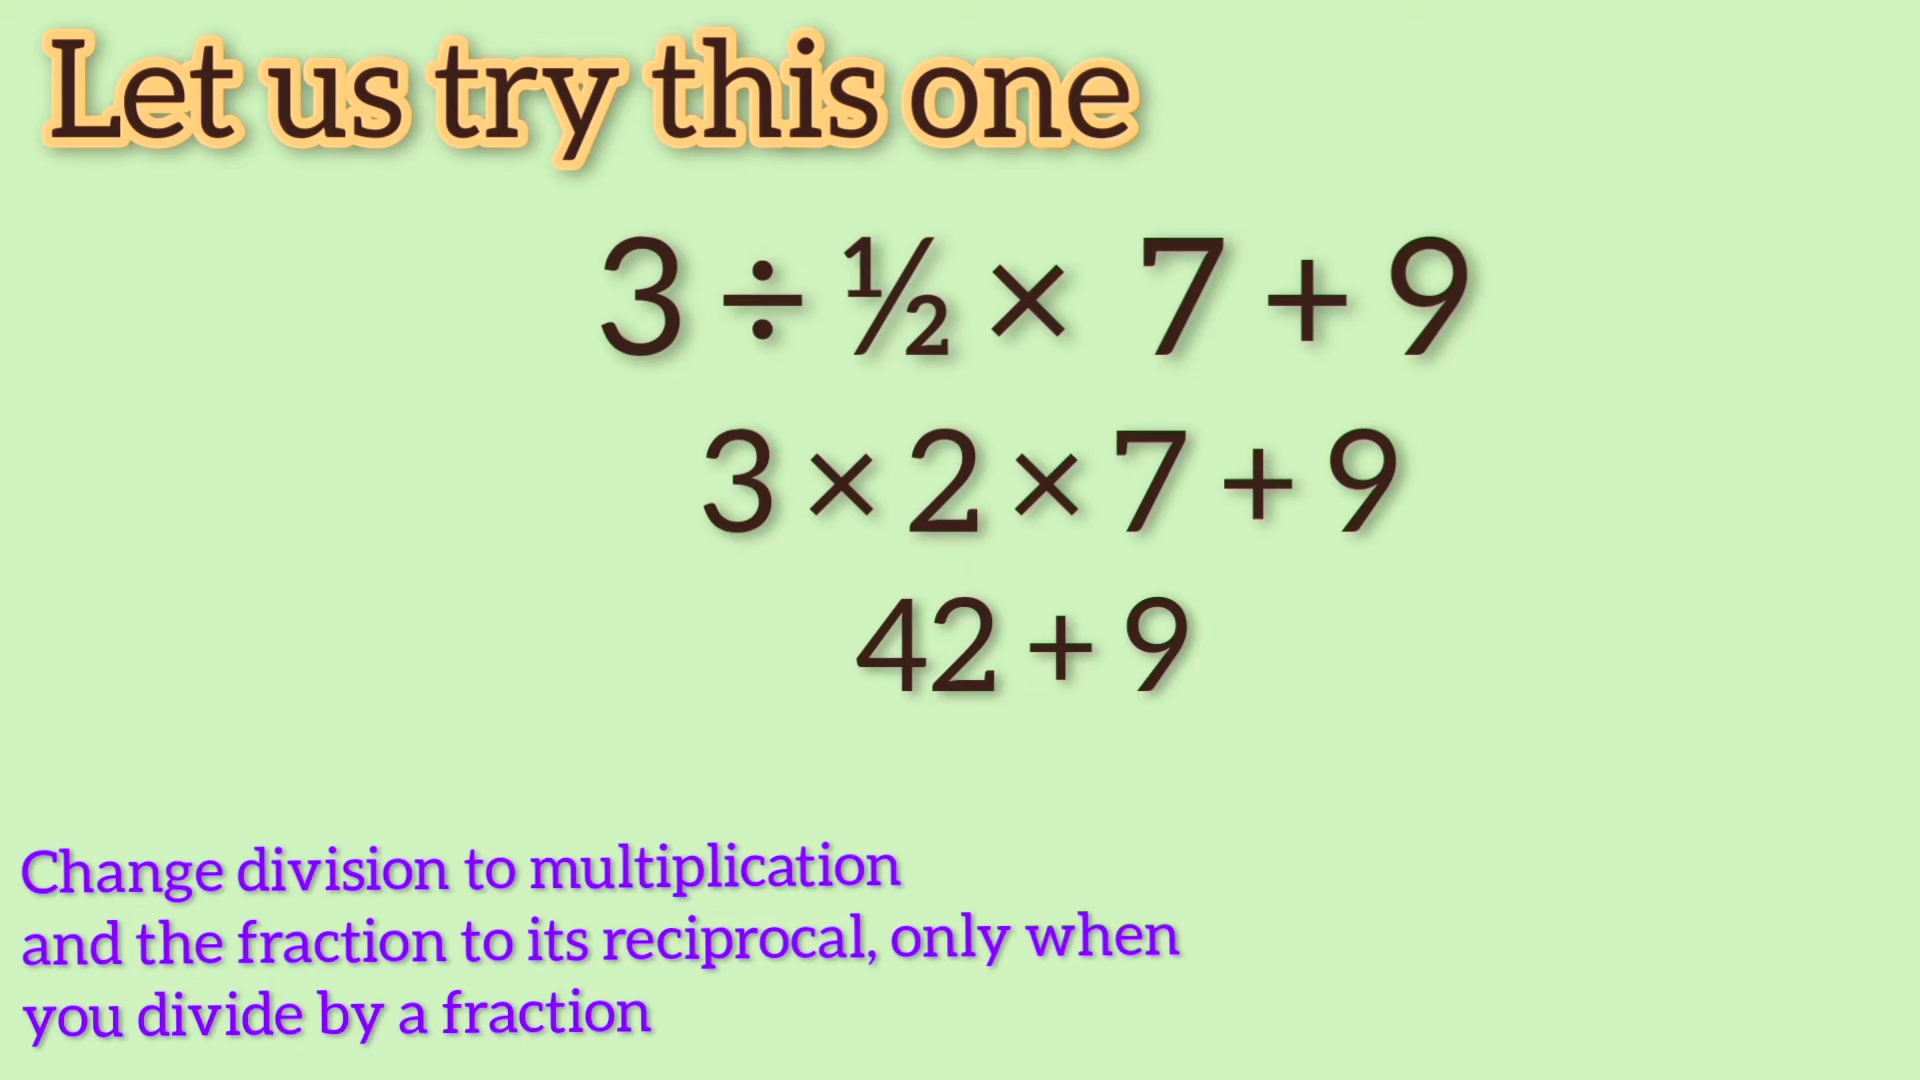 Let us try this one
3 ÷ ½ × 7 + 9
3 × 2 × 7 + 9
42 + 9
Change division to multiplication
and the fraction to its reciprocal, only when
you divide by a fraction